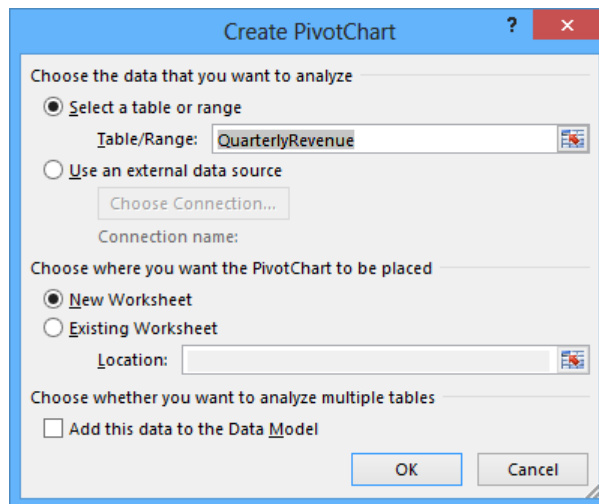 Create PivotChart
?
Choose the data that you want to analyze
Select a table or range
Table/Range: QuarterlyRevenue
Use an external data source
Choose Connection...
Connection name:
Choose where you want the PivotChart to be placed
New Worksheet
Existing Worksheet
Location:
Choose whether you want to analyze multiple tables
Add this data to the Data Model
OK Cancel